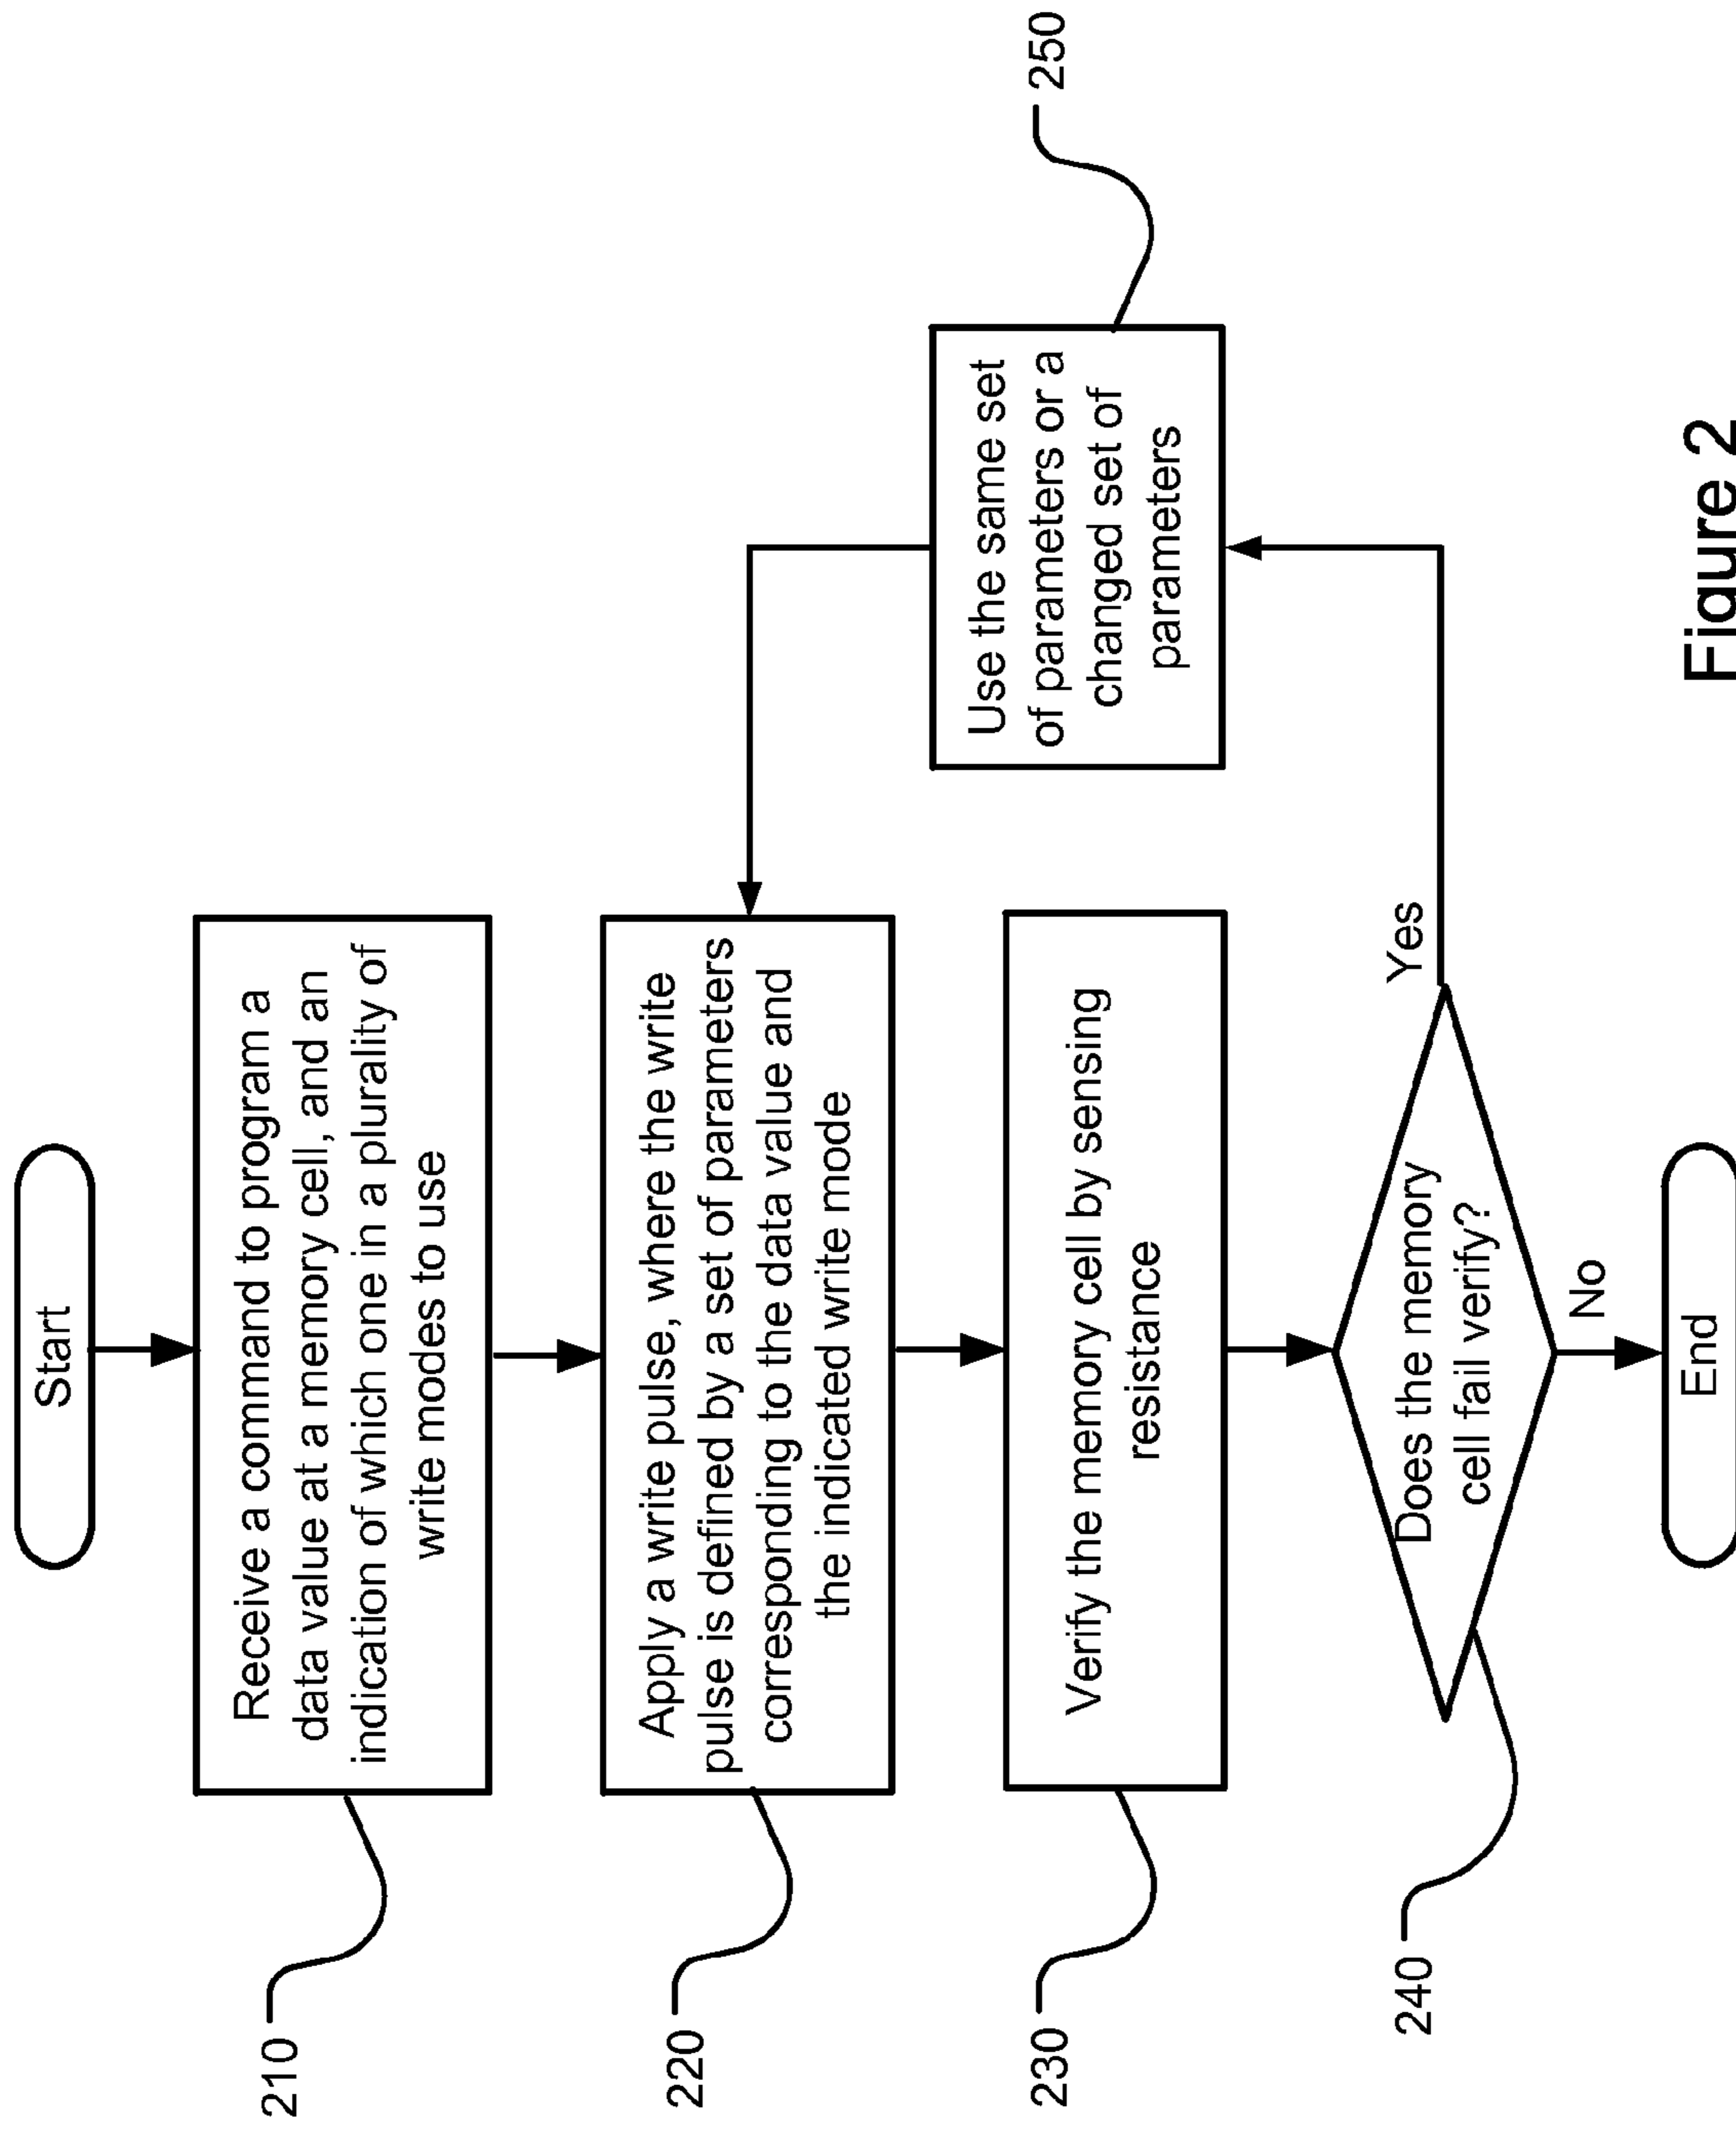 Start
210
Receive a command to program a
data value at a memory cell, and an
indication of which one in a plurality of
write modes to use
220
Apply a write pulse, where the write
pulse is defined by a set of parameters
corresponding to the data value and
the indicated write mode
230
Verify the memory cell by sensing
resistance
240
Does the memory
cell fail verify?
Yes
No
250
Use the same set
of parameters or a
changed set of
parameters
End
Figure 2